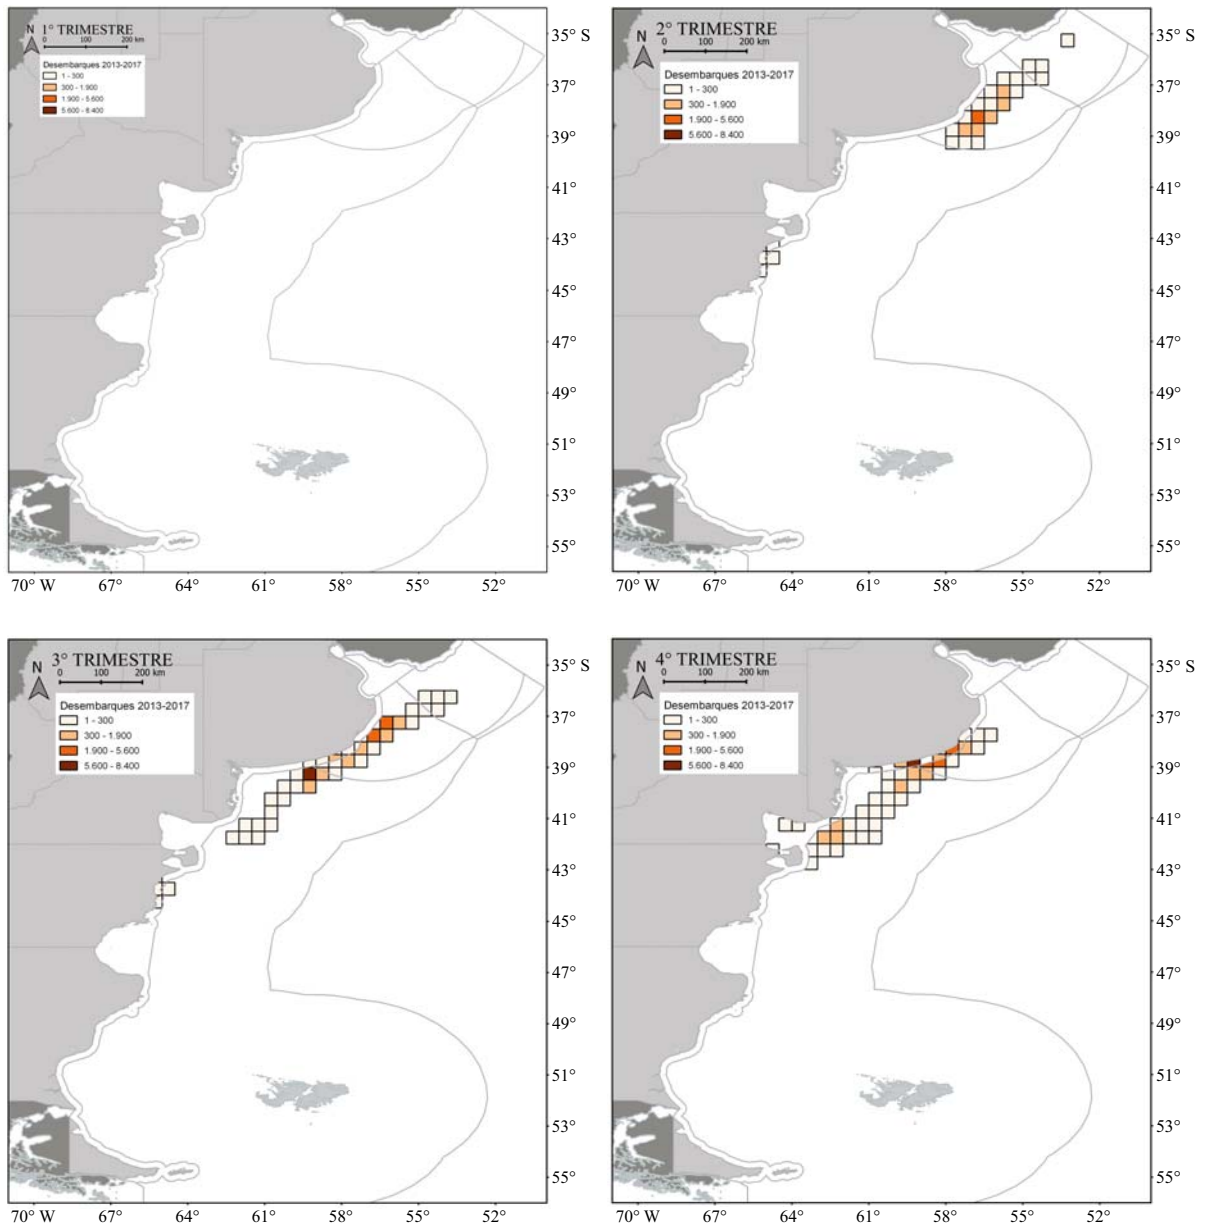 1° TRIMESTRE
N
0 100 200 km
Desembarques 2013-2017
1 - 300
300 - 1.900
1.900 - 5.600
5.600 - 8.400
35° S
37°
39°
41°
43°
45°
47°
49°
51°
53°
55°
70° W 67° 64° 61° 58° 55° 52°
2° TRIMESTRE
N
0 100 200 km
Desembarques 2013-2017
1 - 300
300 - 1.900
1.900 - 5.600
5.600 - 8.400
35° S
37°
39°
41°
43°
45°
47°
49°
51°
53°
55°
70° W 67° 64° 61° 58° 55° 52°
3° TRIMESTRE
N
0 100 200 km
Desembarques 2013-2017
1 - 300
300 - 1.900
1.900 - 5.600
5.600 - 8.400
35° S
37°
39°
41°
43°
45°
47°
49°
51°
53°
55°
70° W 67° 64° 61° 58° 55° 52°
4° TRIMESTRE
N
0 100 200 km
Desembarques 2013-2017
1 - 300
300 - 1.900
1.900 - 5.600
5.600 - 8.400
35° S
37°
39°
41°
43°
45°
47°
49°
51°
53°
55°
70° W 67° 64° 61° 58° 55° 52°